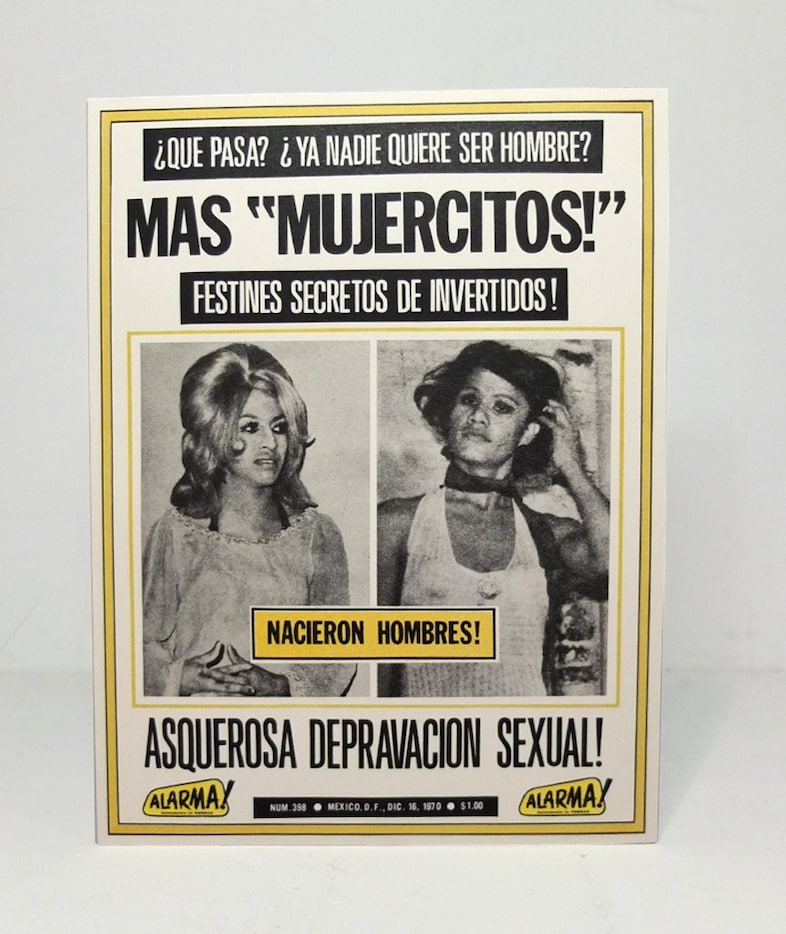 ¿QUE PASA? ¿YA NADIE QUIERE SER HOMBRE?
MAS "MUJERCITOS!"
FESTINES SECRETOS DE INVERTIDOS!
NACIERON HOMBRES!
ASQUEROSA DEPRAVACION SEXUAL!
ALARMA!
NUM. 398 ● MEXICO, D.F., DIC. 16, 1970 ● $1.00
ALARMA!